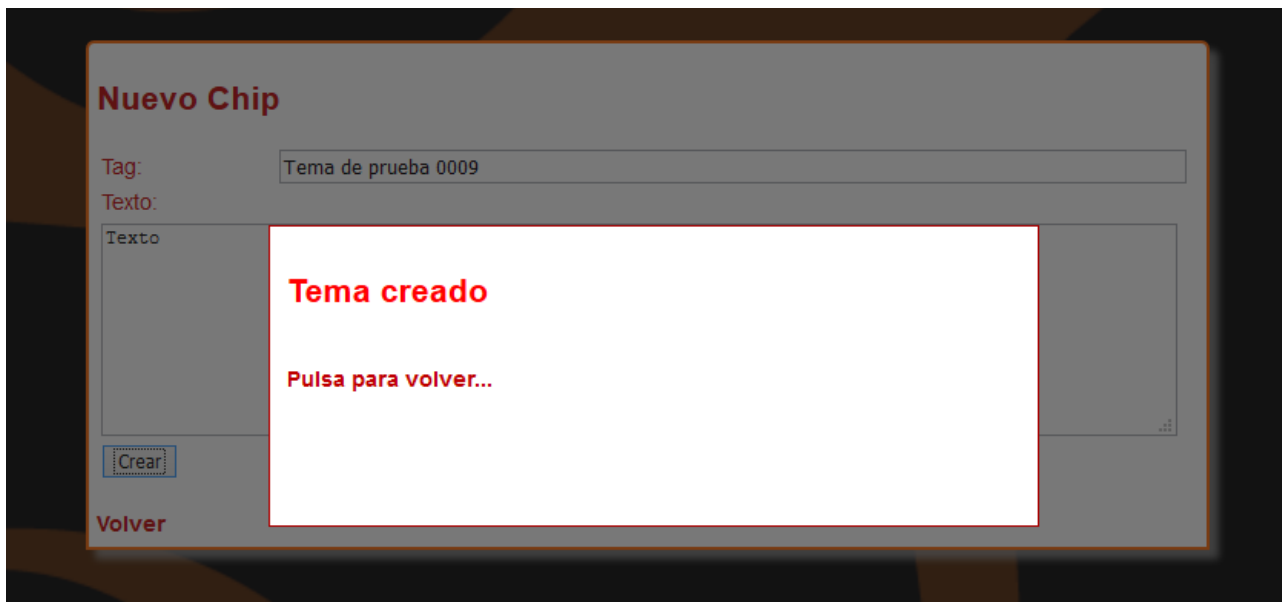 Nuevo Chip
Tag:
Tema de prueba 0009
Texto:
Texto
Tema creado
Pulsa para volver...
Crear
Volver